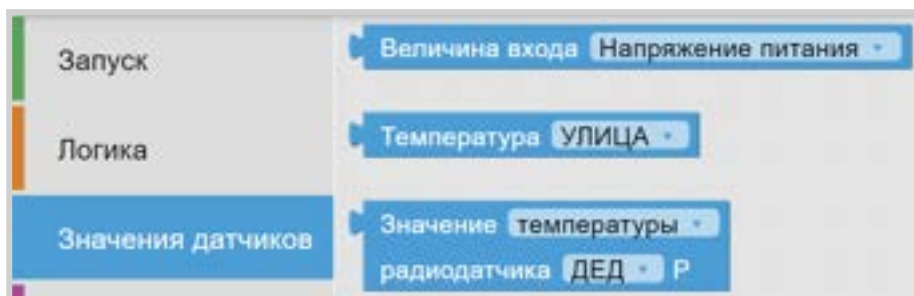 Запуск
Логика
Значения датчиков
Величина входа Напряжение питания
Температура УЛИЦА
Значение температуры
радиодатчика ДЕД Р